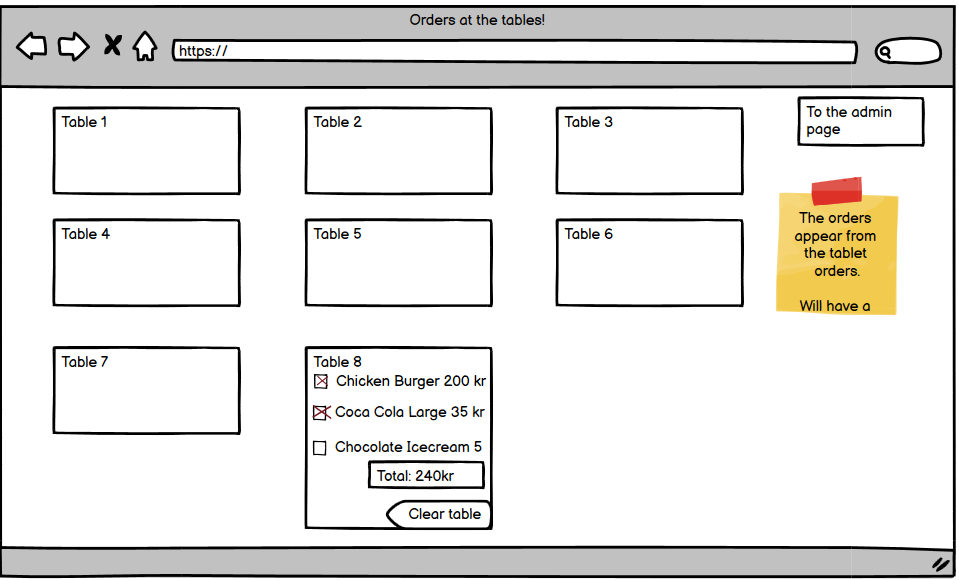 Orders at the tables!
https://
Table 1
Table 2
Table 3
To the admin
page
Table 4
Table 5
Table 6
The orders
appear from
the tablet
orders.
Will have a
Table 7
Table 8
Chicken Burger 200 kr
Coca Cola Large 35 kr
Chocolate Icecream 5
Total: 240kr
Clear table